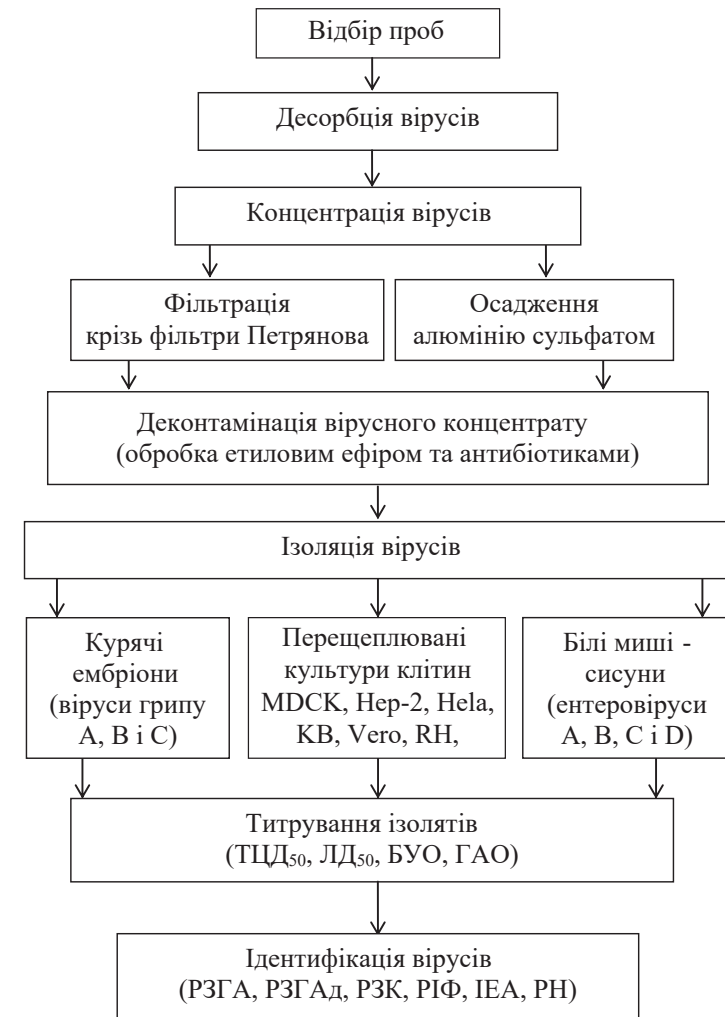 Відбір проб
Десорбція вірусів
Концентрація вірусів
Фільтрація
крізь фільтри Петрянова
Осадження
алюмінію сульфатом
Деконтамінація вірусного концентрату
(обробка етиловим ефіром та антибіотиками)
Ізоляція вірусів
Курячі
ембріони
(віруси грипу
А, В і С)
Перещеплювані
культури клітин
MDCK, Hep-2, Hela,
KB, Vero, RH,
Білі миші -
сисуни
(ентеровіруси
А, В, С і D)
Титрування ізолятів
(ТЦД₅₀, ЛД₅₀, БУО, ГАО)
Ідентифікація вірусів
(РЗГА, РЗГАд, РЗК, РІФ, ІЕА, РН)